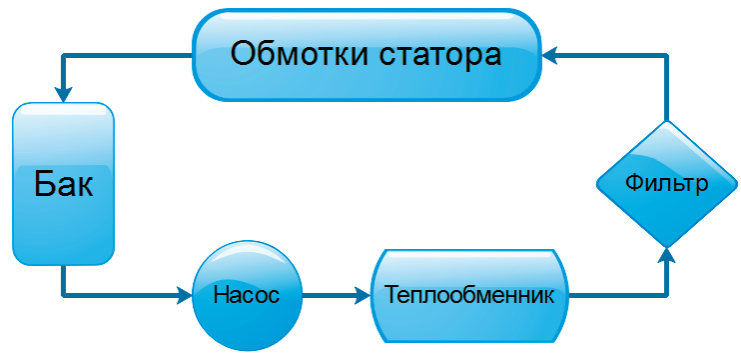 Обмотки статора
Бак
Фильтр
Насос
Теплообменник